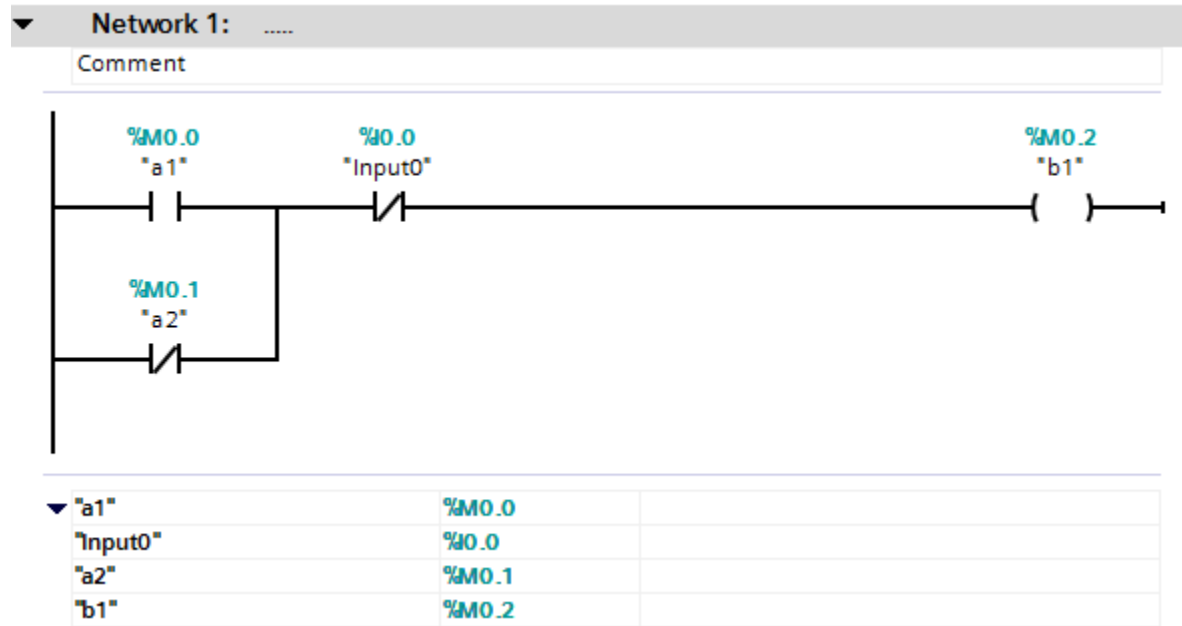 Network 1: .....
Comment
%M0.0 %I0.0 %M0.2
"a1" "Input0" "b1"
%M0.1
"a2"
"a1" %M0.0
"Input0" %I0.0
"a2" %M0.1
"b1" %M0.2